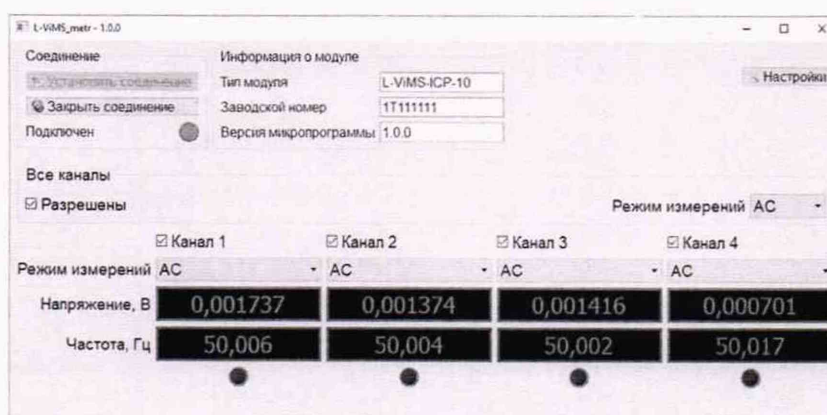 L-ViMS_metr - 1.0.0
Соединение
Информация о модуле
Установить соединение
Тип модуля L-ViMS-ICP-10
Настройки
Закрыть соединение
Заводской номер 1T111111
Подключен
Версия микропрограммы 1.0.0
Все каналы
Разрешены
Режим измерений AC
Канал 1 Канал 2 Канал 3 Канал 4
Режим измерений AC AC AC AC
Напряжение, В 0,001737 0,001374 0,001416 0,000701
Частота, Гц 50,006 50,004 50,002 50,017